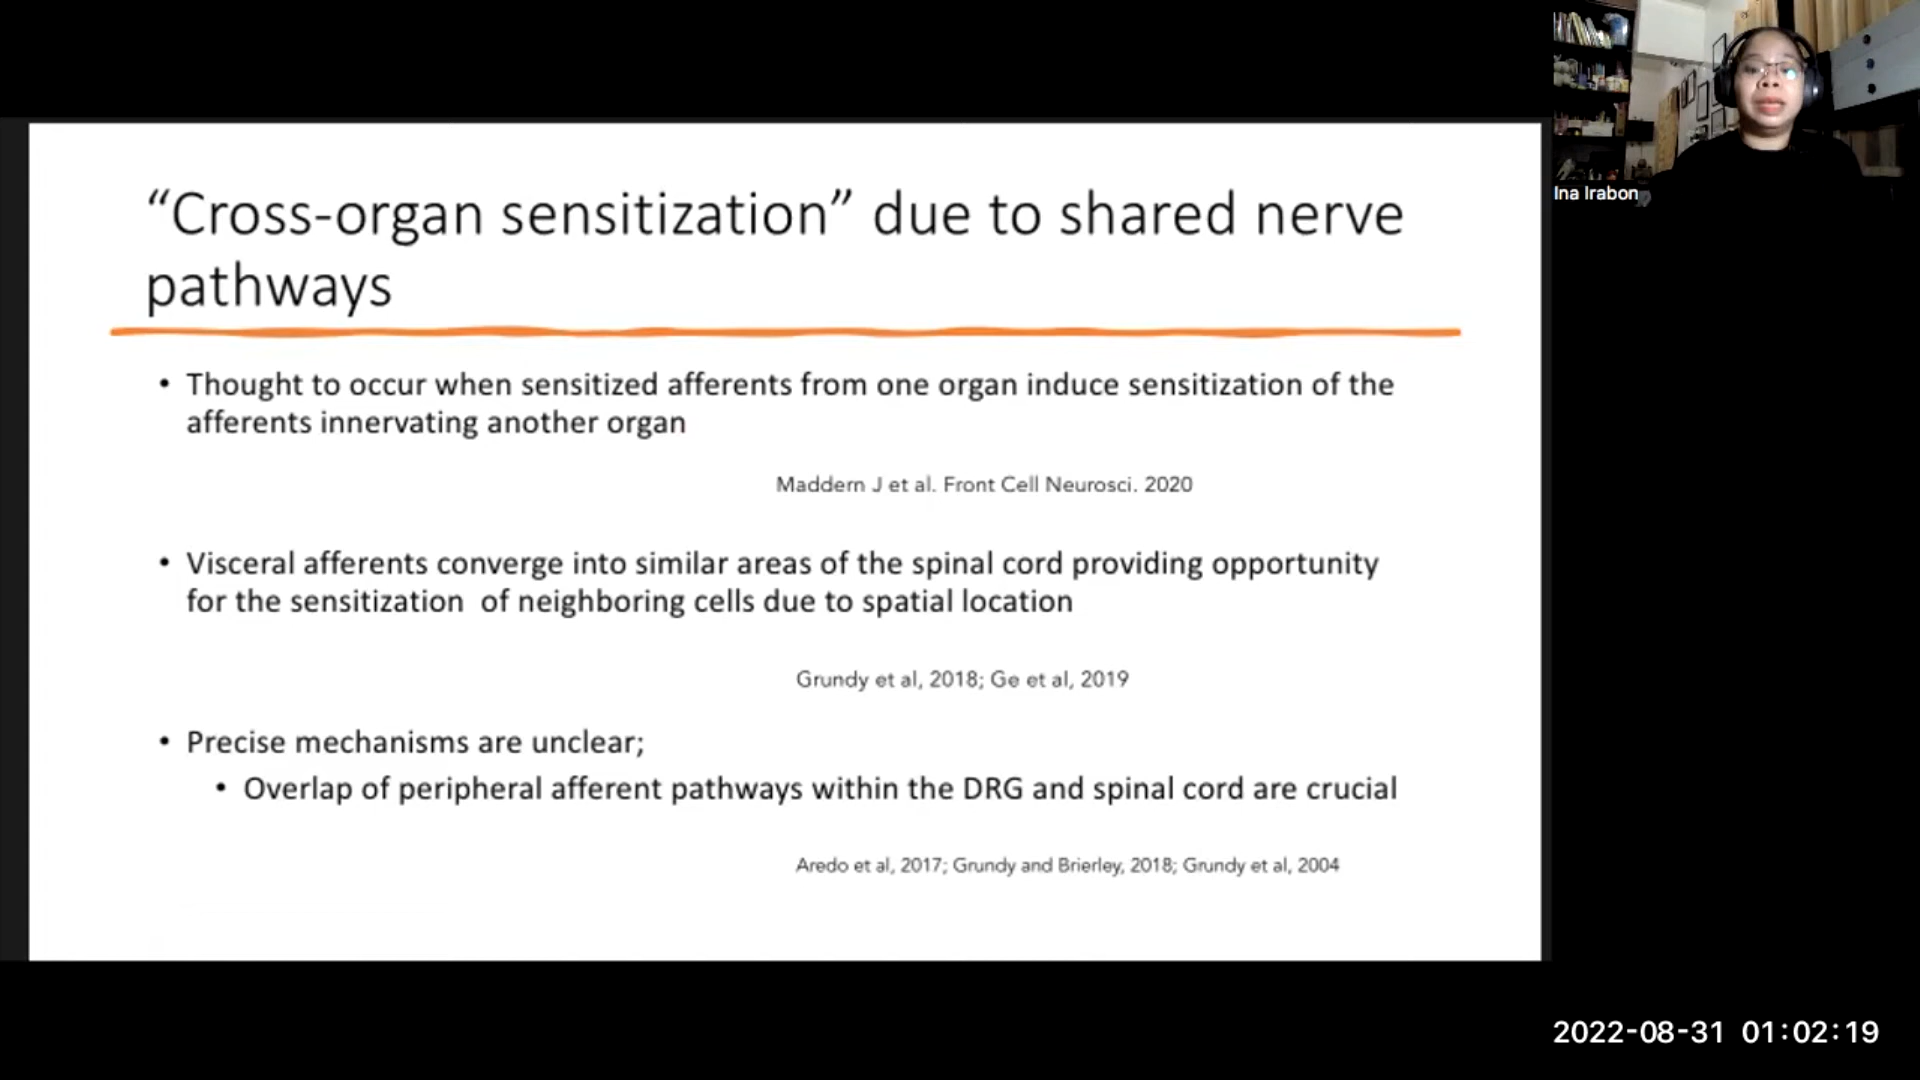 “Cross-organ sensitization” due to shared nerve
pathways
• Thought to occur when sensitized afferents from one organ induce sensitization of the
afferents innervating another organ
Maddern J et al. Front Cell Neurosci. 2020
• Visceral afferents converge into similar areas of the spinal cord providing opportunity
for the sensitization  of neighboring cells due to spatial location
Grundy et al, 2018; Ge et al, 2019
• Precise mechanisms are unclear;
• Overlap of peripheral afferent pathways within the DRG and spinal cord are crucial
Aredo et al, 2017; Grundy and Brierley, 2018; Grundy et al, 2004
Ina Irabon
2022-08-31 01:02:19